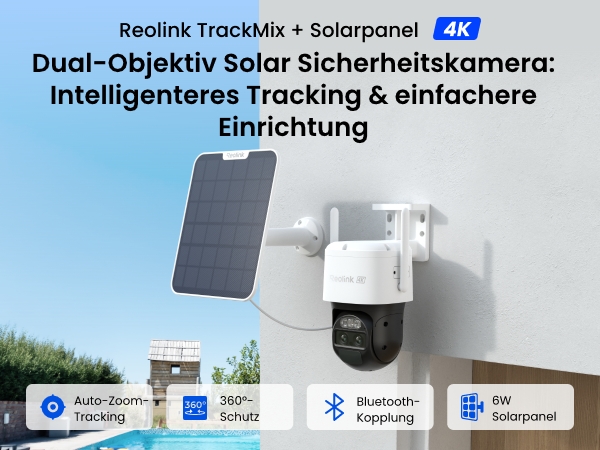 Reolink TrackMix + Solarpanel 4K
Dual-Objektiv Solar Sicherheitskamera:
Intelligenteres Tracking & einfachere
Einrichtung
Reolink
Reolink 4K
Auto-Zoom-
Tracking
360°
360°-
Schutz
Bluetooth-
Kopplung
6W
Solarpanel